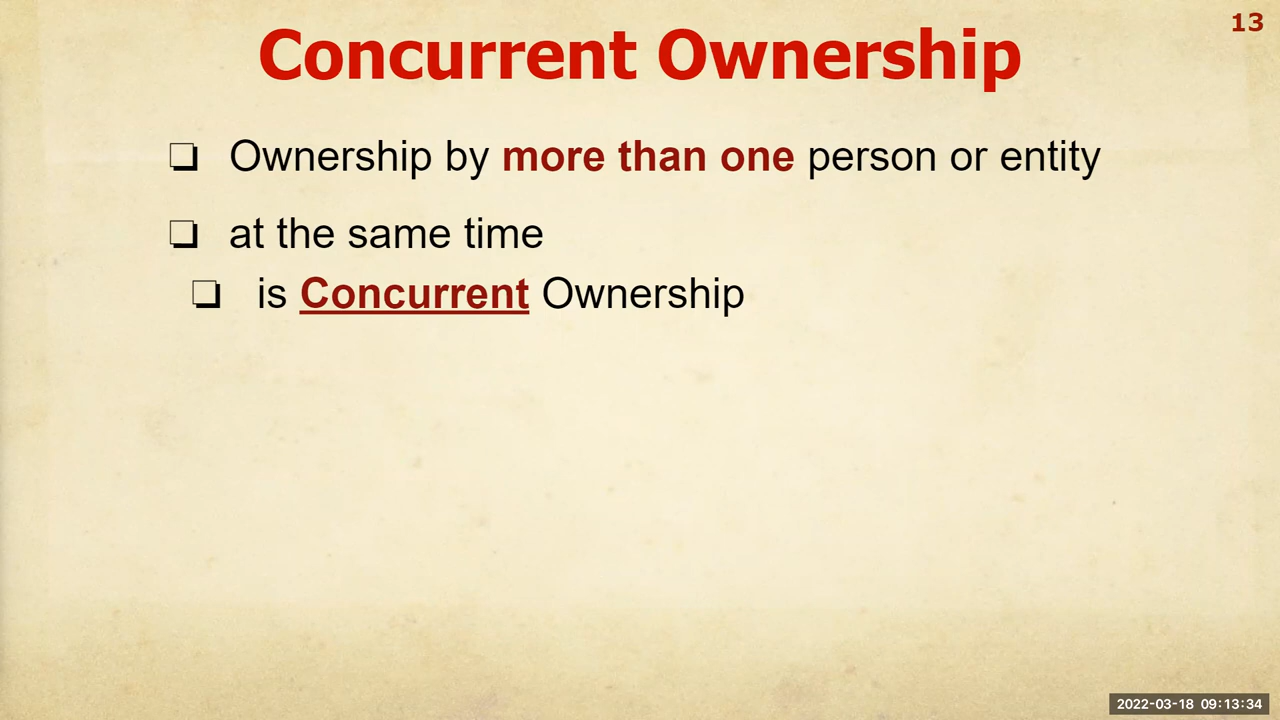 13
Concurrent Ownership
❏ Ownership by more than one person or entity
❏ at the same time
❏ is Concurrent Ownership
2022-03-18 09:13:34